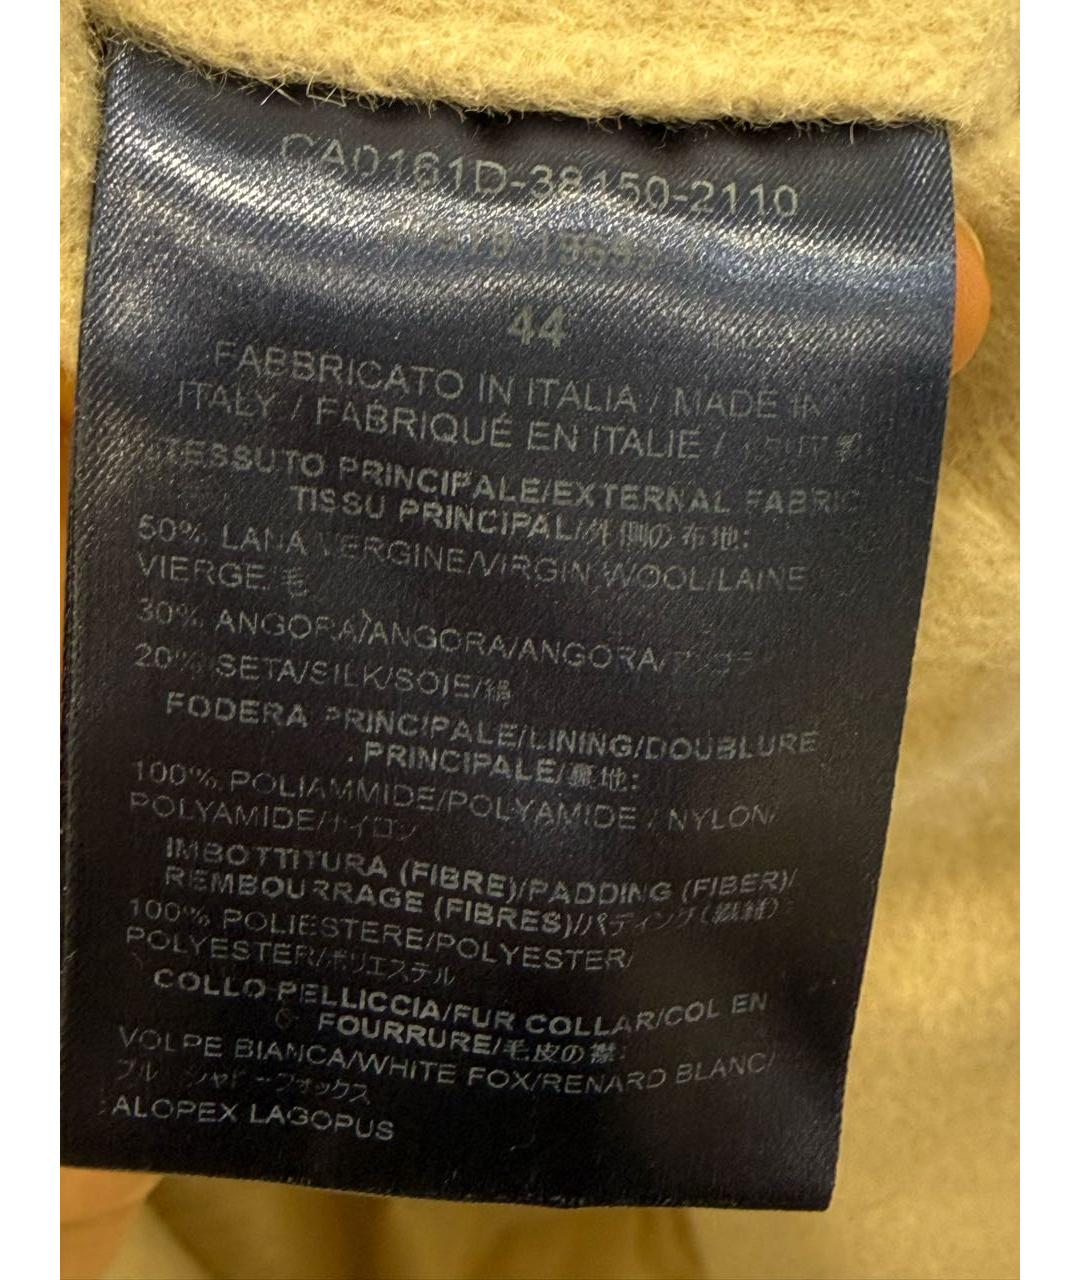 CA0161D-38150-2110
44
FABBRICATO IN ITALIA / MADE IN
ITALY / FABRIQUÉ EN ITALIE /
TESSUTO PRINCIPALE/EXTERNAL FABRIC
TISSU PRINCIPAL/外側の布地:
50% LANA VERGINE/VIRGIN WOOL/LAINE
VIERGE/毛
30% ANGORA/ANGORA/ANGORA/アンゴラ
20% SETA/SILK/SOIE/絹
FODERA PRINCIPALE/LINING/DOUBLURE
PRINCIPALE/裏地:
100% POLIAMMIDE/POLYAMIDE / NYLON/
POLYAMIDE/ナイロン
IMBOTTITURA (FIBRE)/PADDING (FIBER)/
REMBOURRAGE (FIBRES)/パディング(繊維)
100% POLIESTERE/POLYESTER/
POLYESTER/ポリエステル
COLLO PELLICCIA/FUR COLLAR/COL EN
FOURRURE/毛皮の襟:
VOLPE BIANCA/WHITE FOX/RENARD BLANC/
ブルーシャドーフォックス
ALOPEX LAGOPUS